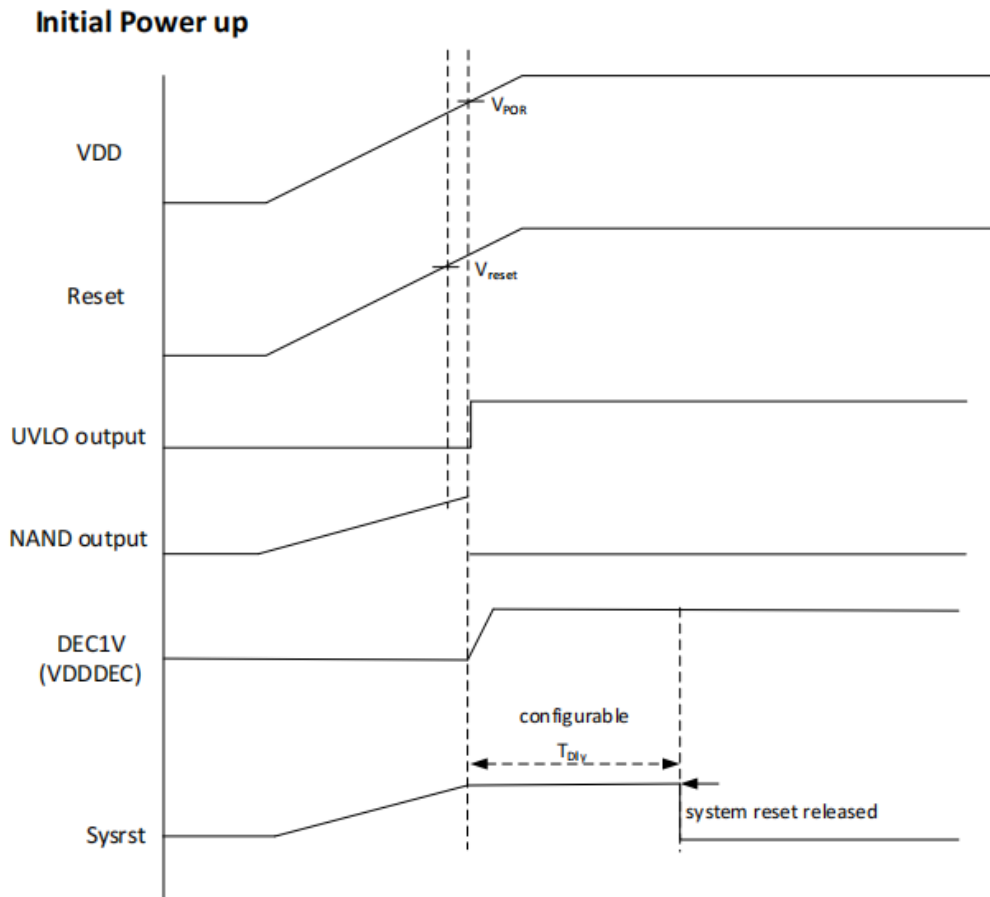 Initial Power up
VPOR
VDD
Vreset
Reset
UVLO output
NAND output
DEC1V
(VDDDEC)
configurable
TDly
system reset released
Sysrst